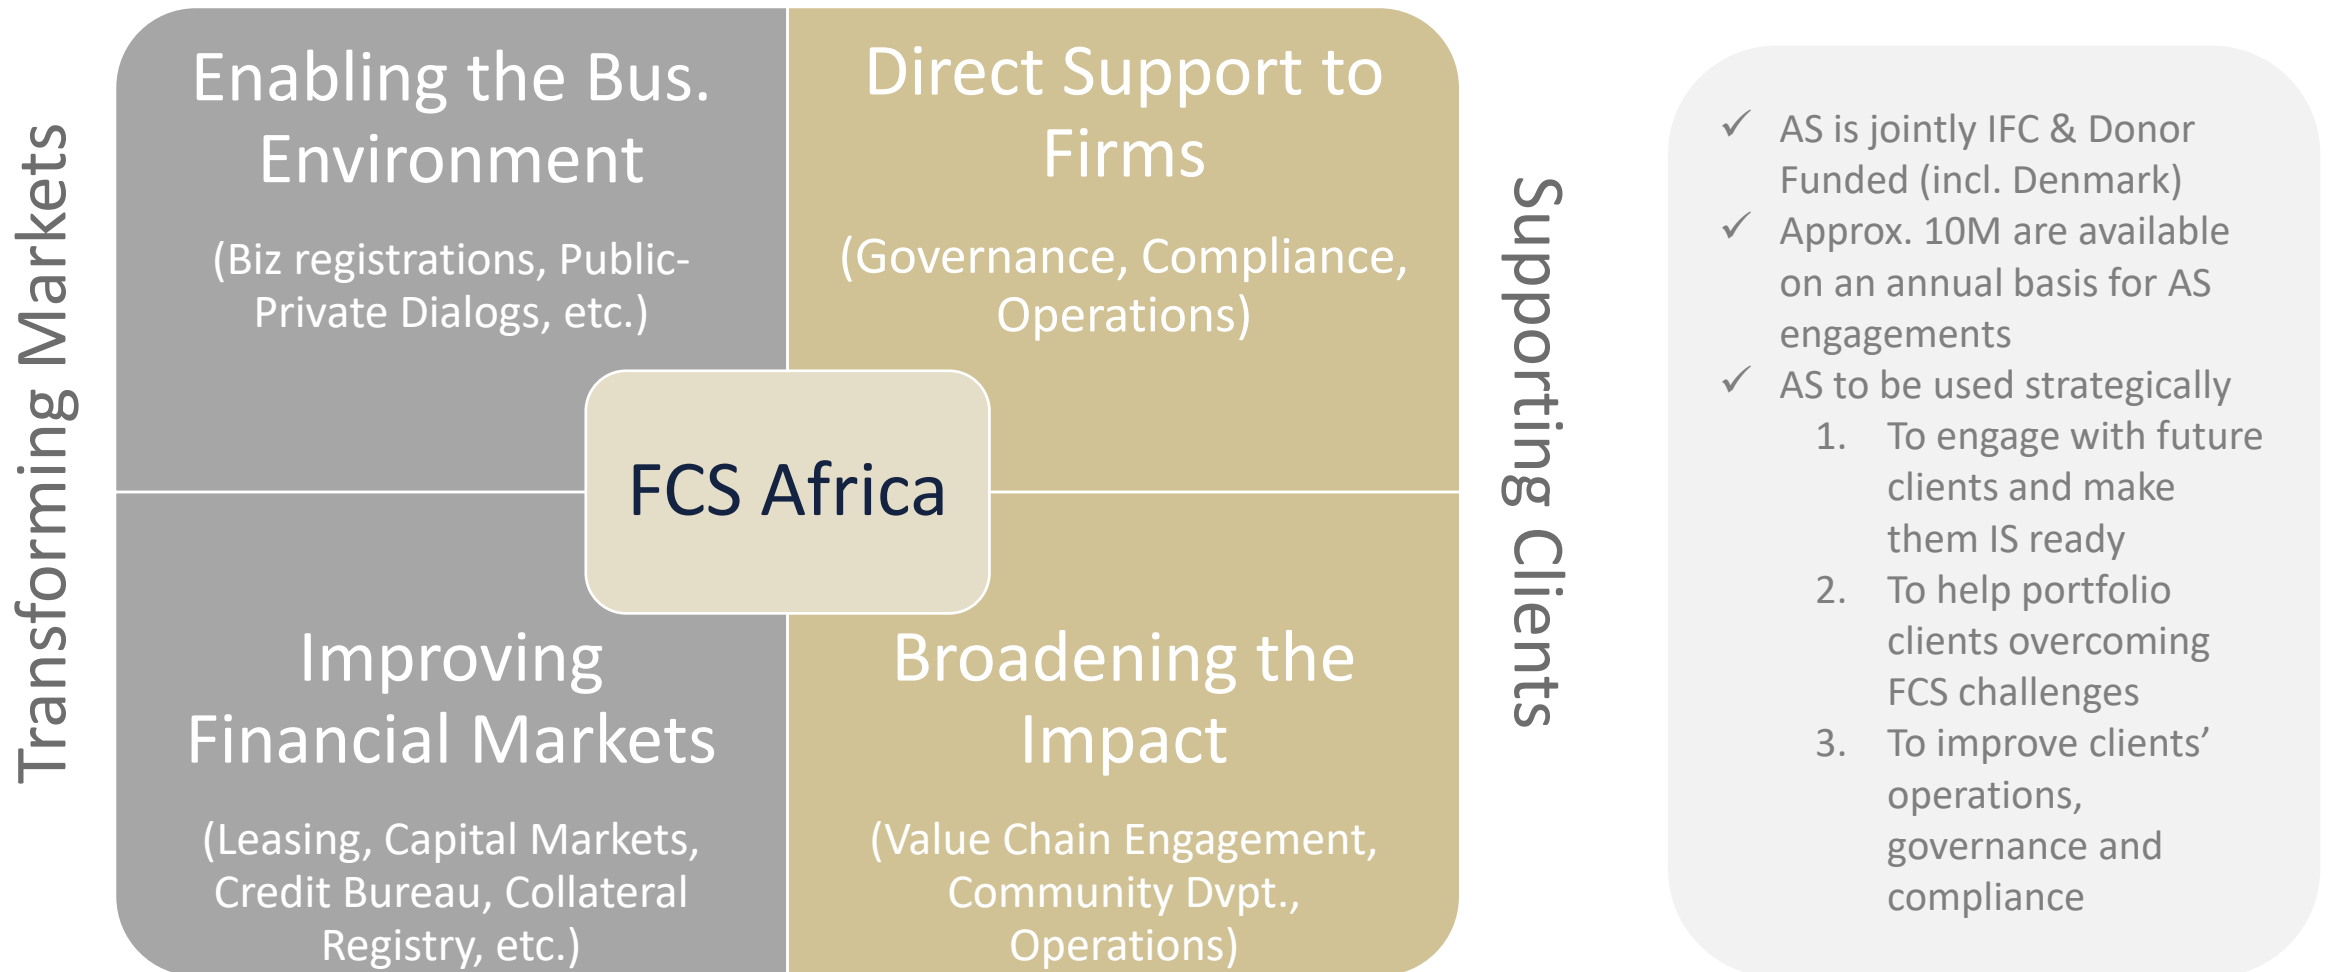 Transforming Markets
Enabling the Bus.
Environment
(Biz registrations, Public-
Private Dialogs, etc.)
Direct Support to
Firms
(Governance, Compliance,
Operations)
FCS Africa
Improving
Financial Markets
(Leasing, Capital Markets,
Credit Bureau, Collateral
Registry, etc.)
Broadening the
Impact
(Value Chain Engagement,
Community Dvpt.,
Operations)
Supporting Clients
✓ AS is jointly IFC & Donor
Funded (incl. Denmark)
✓ Approx. 10M are available
on an annual basis for AS
engagements
✓ AS to be used strategically
1. To engage with future
clients and make
them IS ready
2. To help portfolio
clients overcoming
FCS challenges
3. To improve clients’
operations,
governance and
compliance